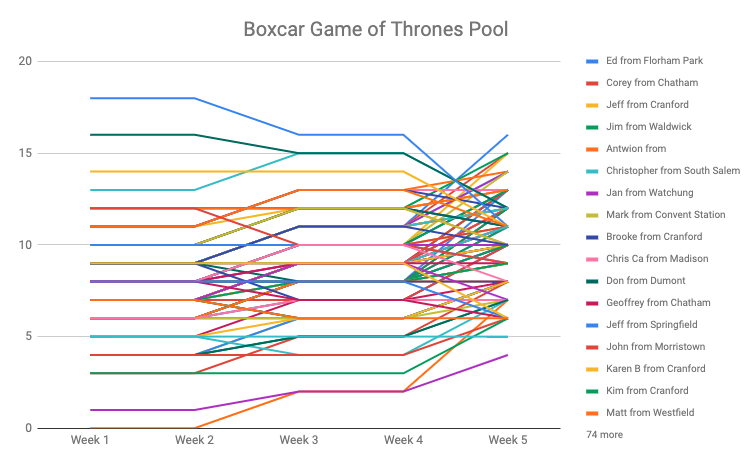 Boxcar Game of Thrones Pool
20
15
10
5
0
Week 1
Week 2
Week 3
Week 4
Week 5
Ed from Florham Park
Corey from Chatham
Jeff from Cranford
Jim from Waldwick
Antwion from
Christopher from South Salem
Jan from Watchung
Mark from Convent Station
Brooke from Cranford
Chris Ca from Madison
Don from Dumont
Geoffrey from Chatham
Jeff from Springfield
John from Morristown
Karen B from Cranford
Kim from Cranford
Matt from Westfield
74 more